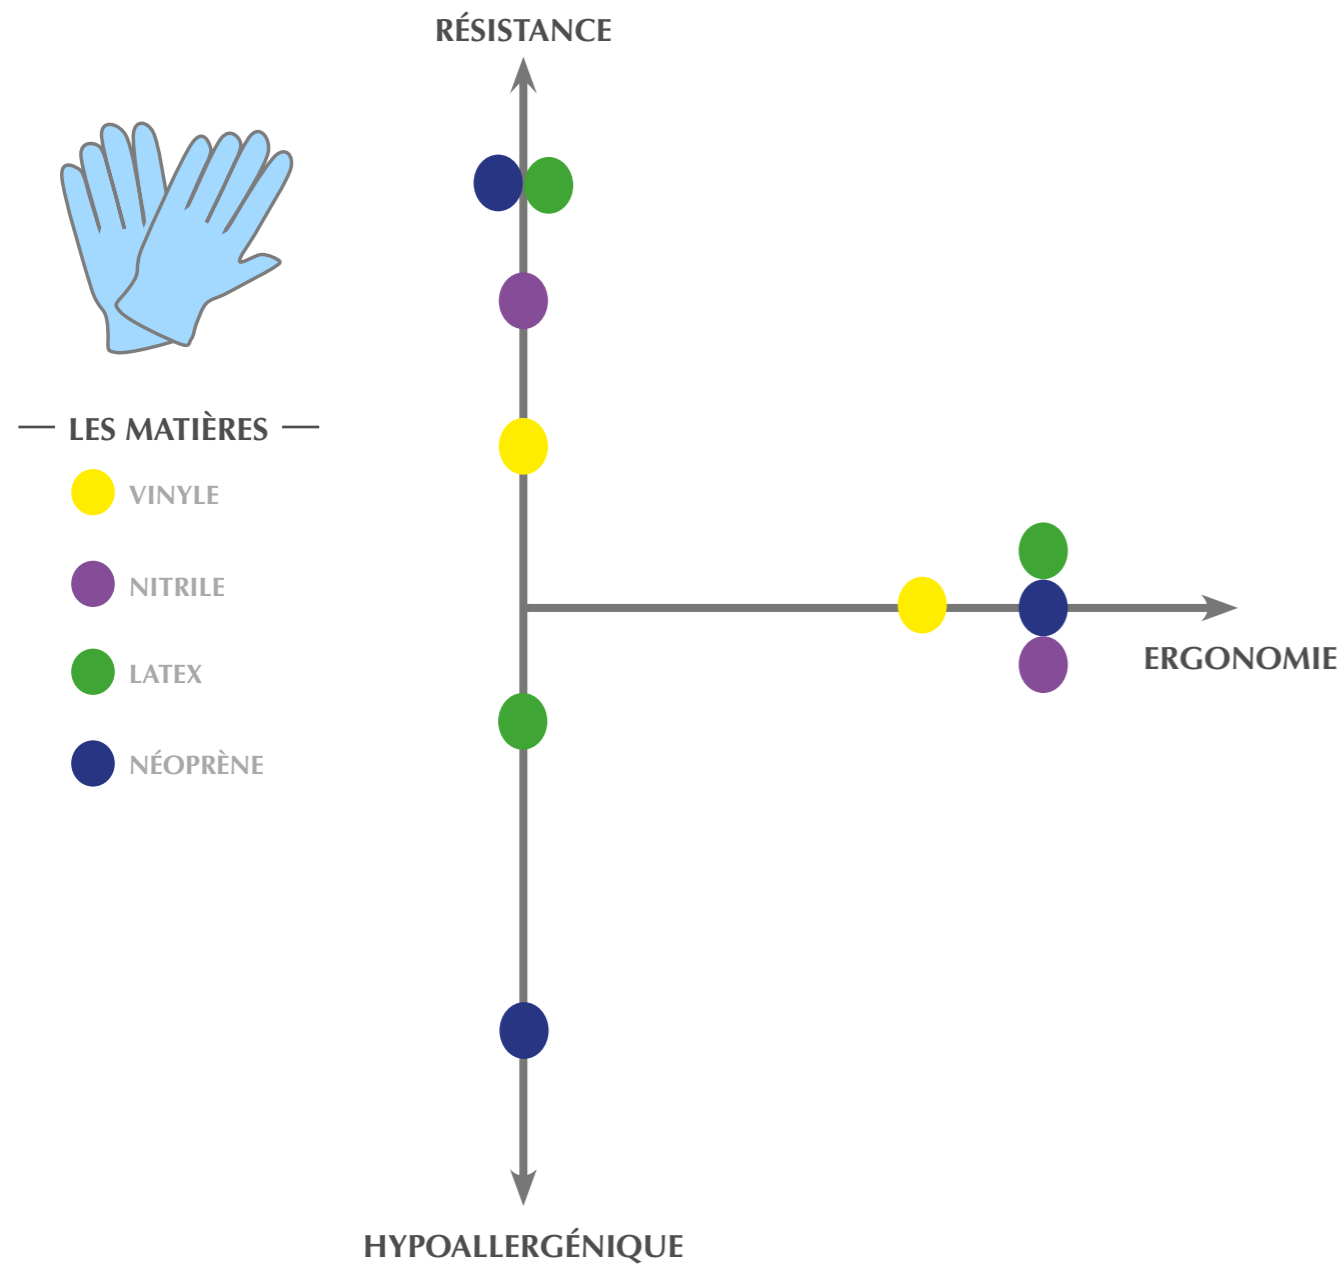 RÉSISTANCE
LES MATIÈRES
VINYLE
NITRILE
LATEX
NÉOPRÈNE
ERGONOMIE
HYPOALLERGÉNIQUE